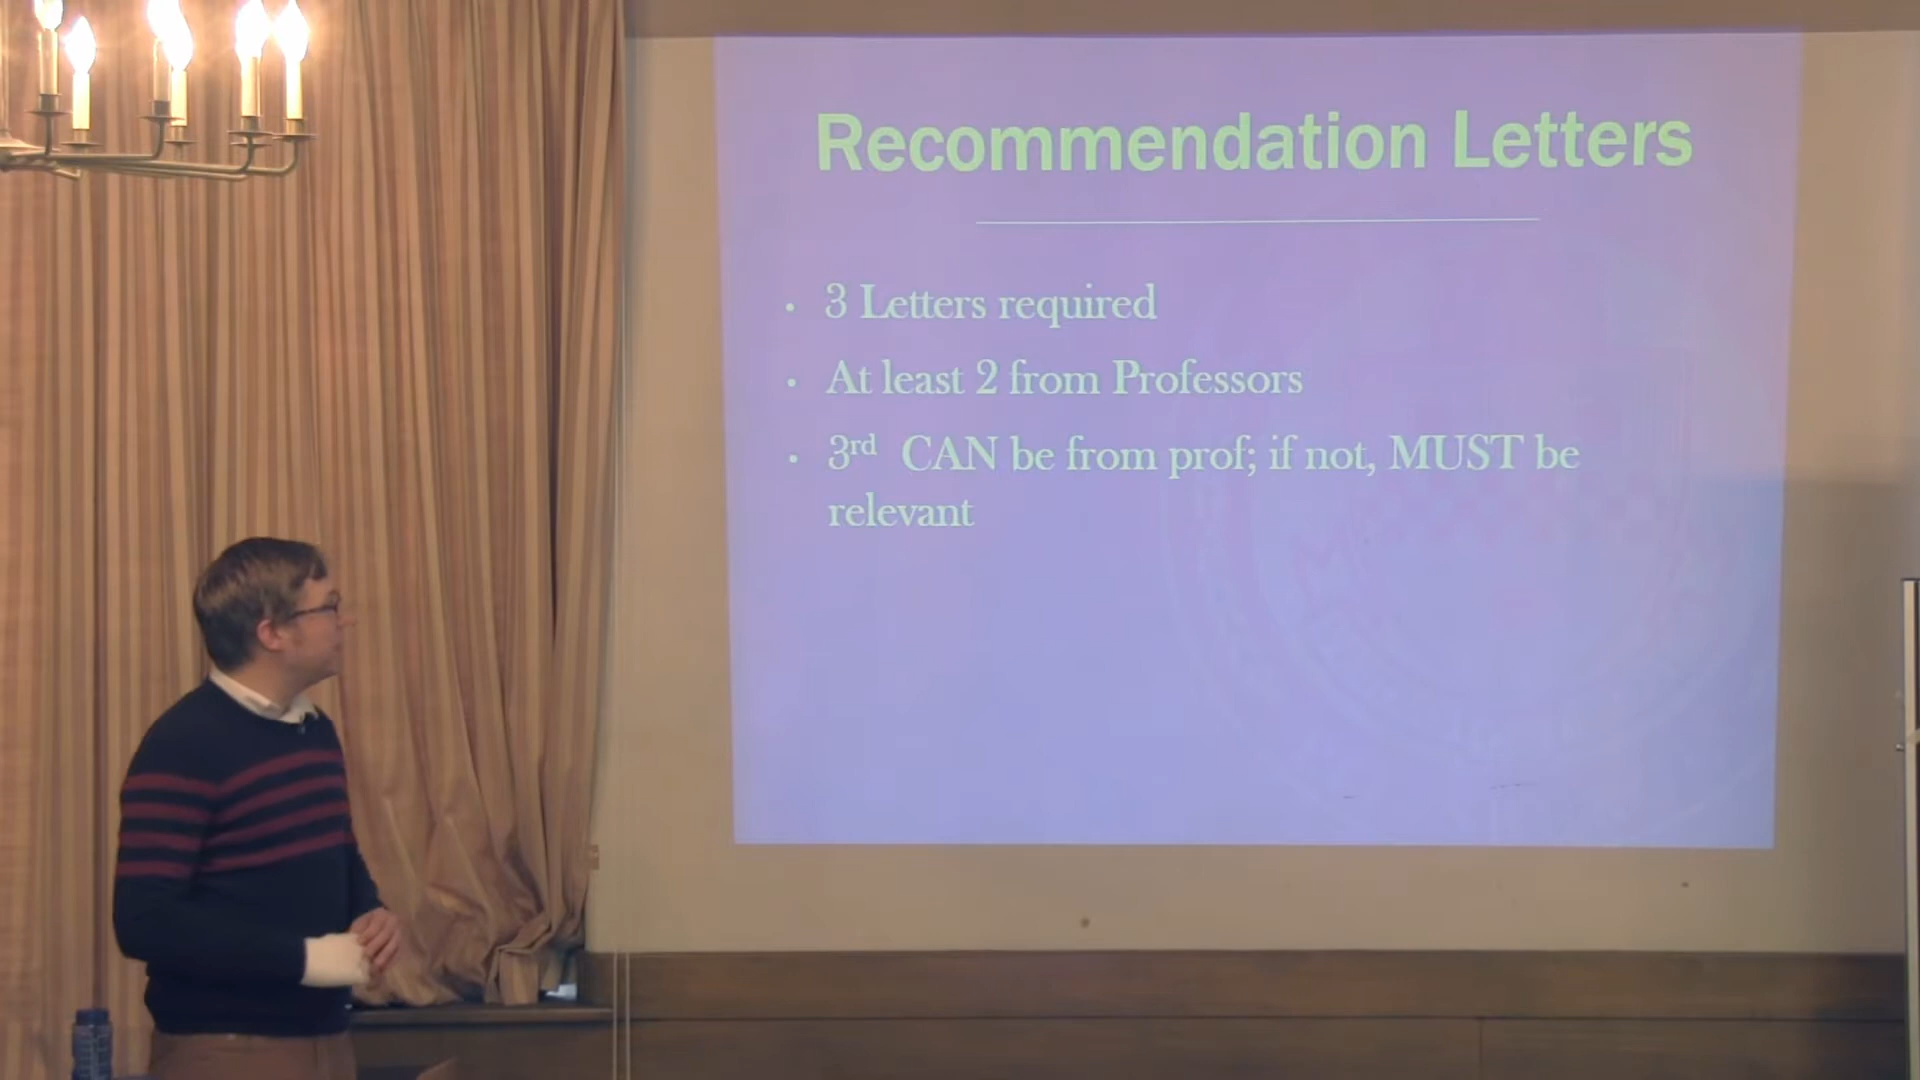 Recommendation Letters
• 3 Letters required
• At least 2 from Professors
• 3rd CAN be from prof; if not, MUST be
relevant